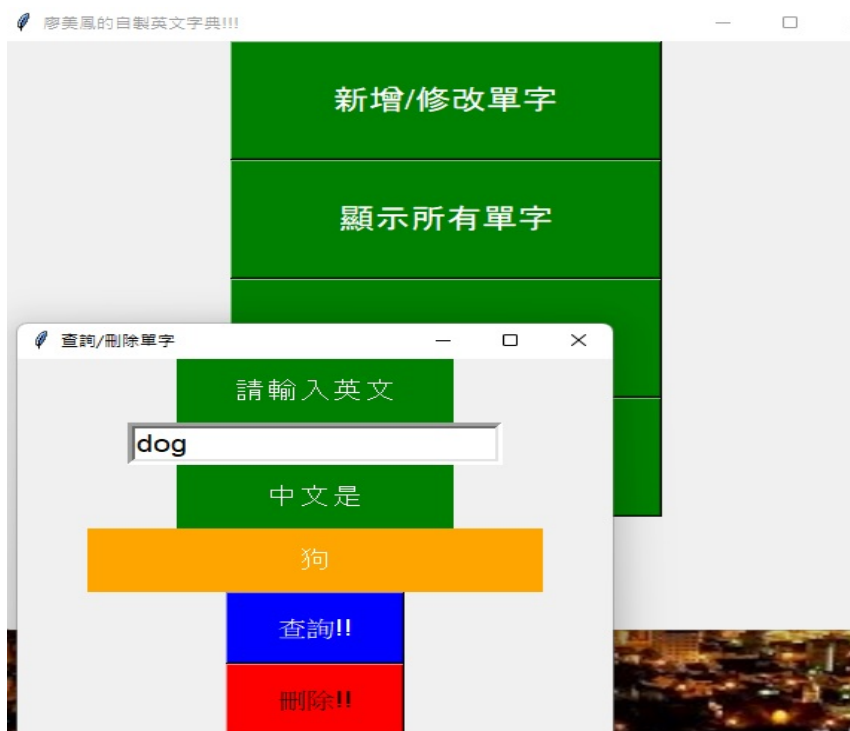 廖美鳳的自製英文字典!!!
新增/修改單字
顯示所有單字
查詢/刪除單字
請輸入英文
dog
中文是
狗
查詢!!
刪除!!